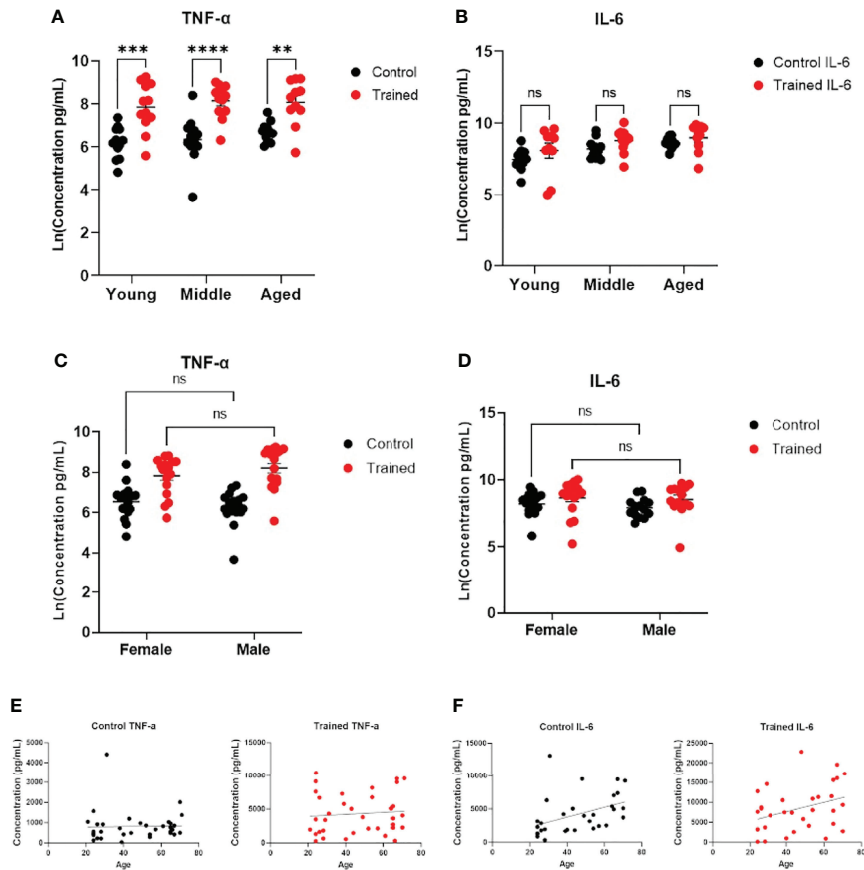 A
TNF-α
*** **** **
Ln(Concentration pg/mL)
10
8
6
4
2
0
Young Middle Aged
Control
Trained
B
IL-6
ns ns ns
Ln(Concentration pg/mL)
15
10
5
0
Young Middle Aged
Control IL-6
Trained IL-6
C
TNF-α
ns
ns
Ln(Concentration pg/mL)
10
8
6
4
2
0
Female Male
Control
Trained
D
IL-6
ns
ns
Ln(Concentration pg/mL)
15
10
5
0
Female Male
Control
Trained
E
Control TNF-a
Concentration (pg/mL)
5000
4000
3000
2000
1000
0
0 20 40 60 80
Age
Trained TNF-a
Concentration (pg/mL)
15000
10000
5000
0
0 20 40 60 80
Age
F
Control IL-6
Concentration (pg/mL)
15000
10000
5000
0
0 20 40 60 80
Age
Trained IL-6
Concentration (pg/mL)
25000
20000
15000
10000
5000
0
0 20 40 60 80
Age